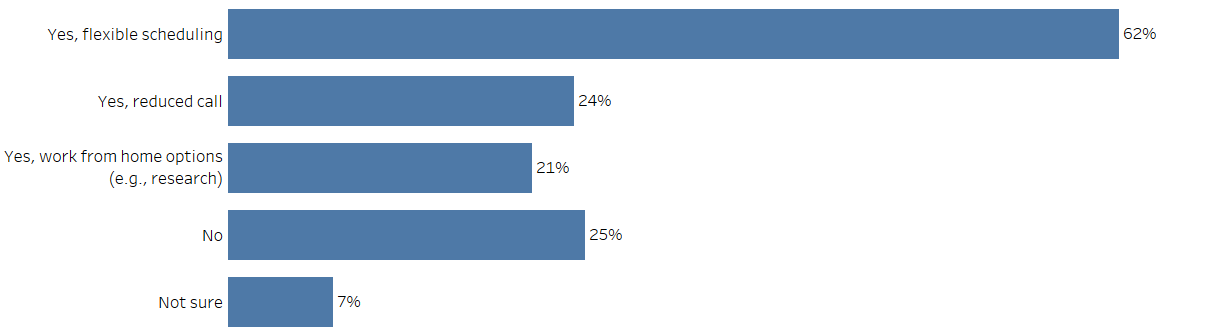 Yes, flexible scheduling
62%
Yes, reduced call
24%
Yes, work from home options
(e.g., research)
21%
No
25%
Not sure
7%